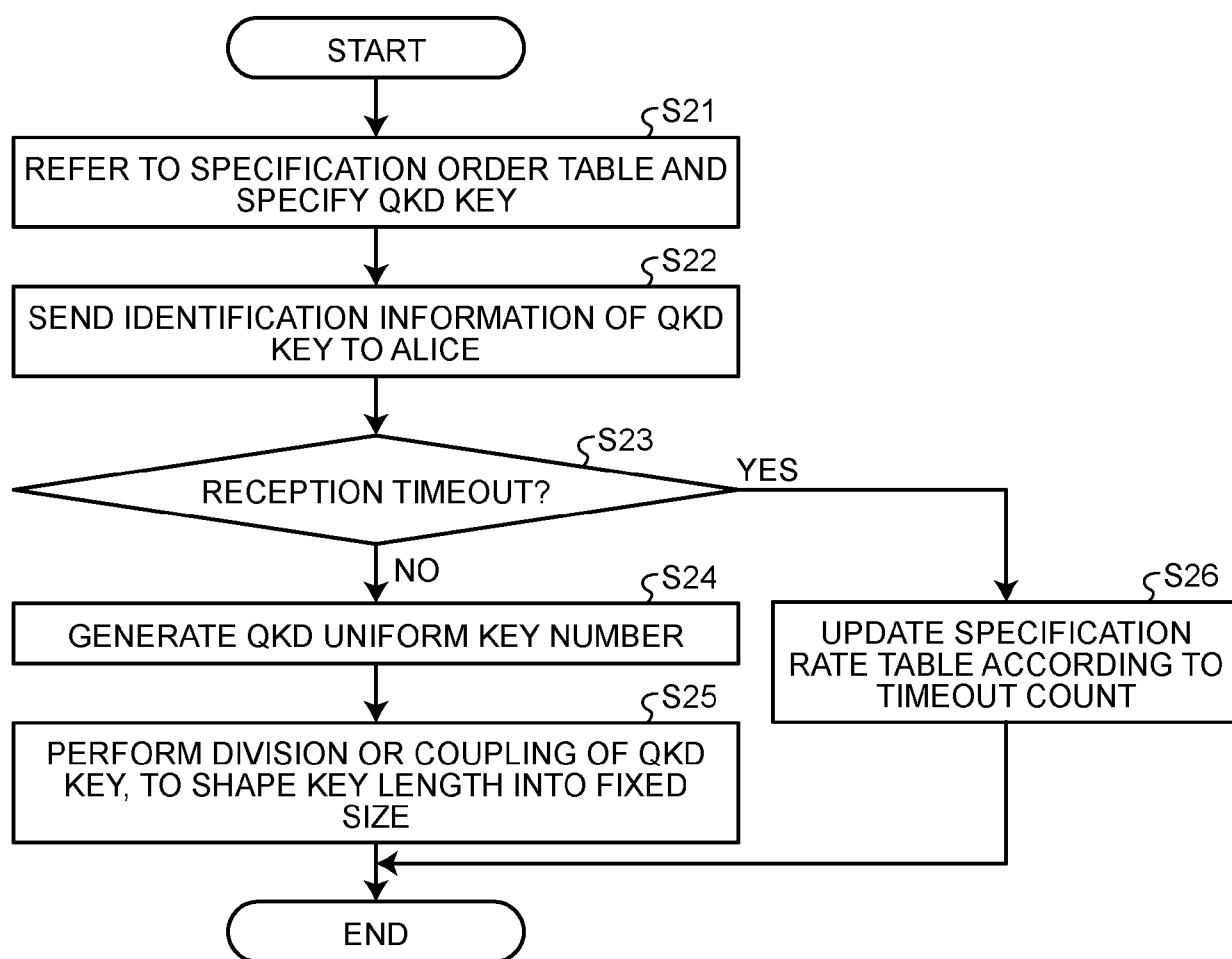 START
S21
REFER TO SPECIFICATION ORDER TABLE AND
SPECIFY QKD KEY
S22
SEND IDENTIFICATION INFORMATION OF QKD
KEY TO ALICE
S23
RECEPTION TIMEOUT?
YES
NO
S24
GENERATE QKD UNIFORM KEY NUMBER
S26
UPDATE SPECIFICATION
RATE TABLE ACCORDING TO
TIMEOUT COUNT
S25
PERFORM DIVISION OR COUPLING OF QKD
KEY, TO SHAPE KEY LENGTH INTO FIXED
SIZE
END